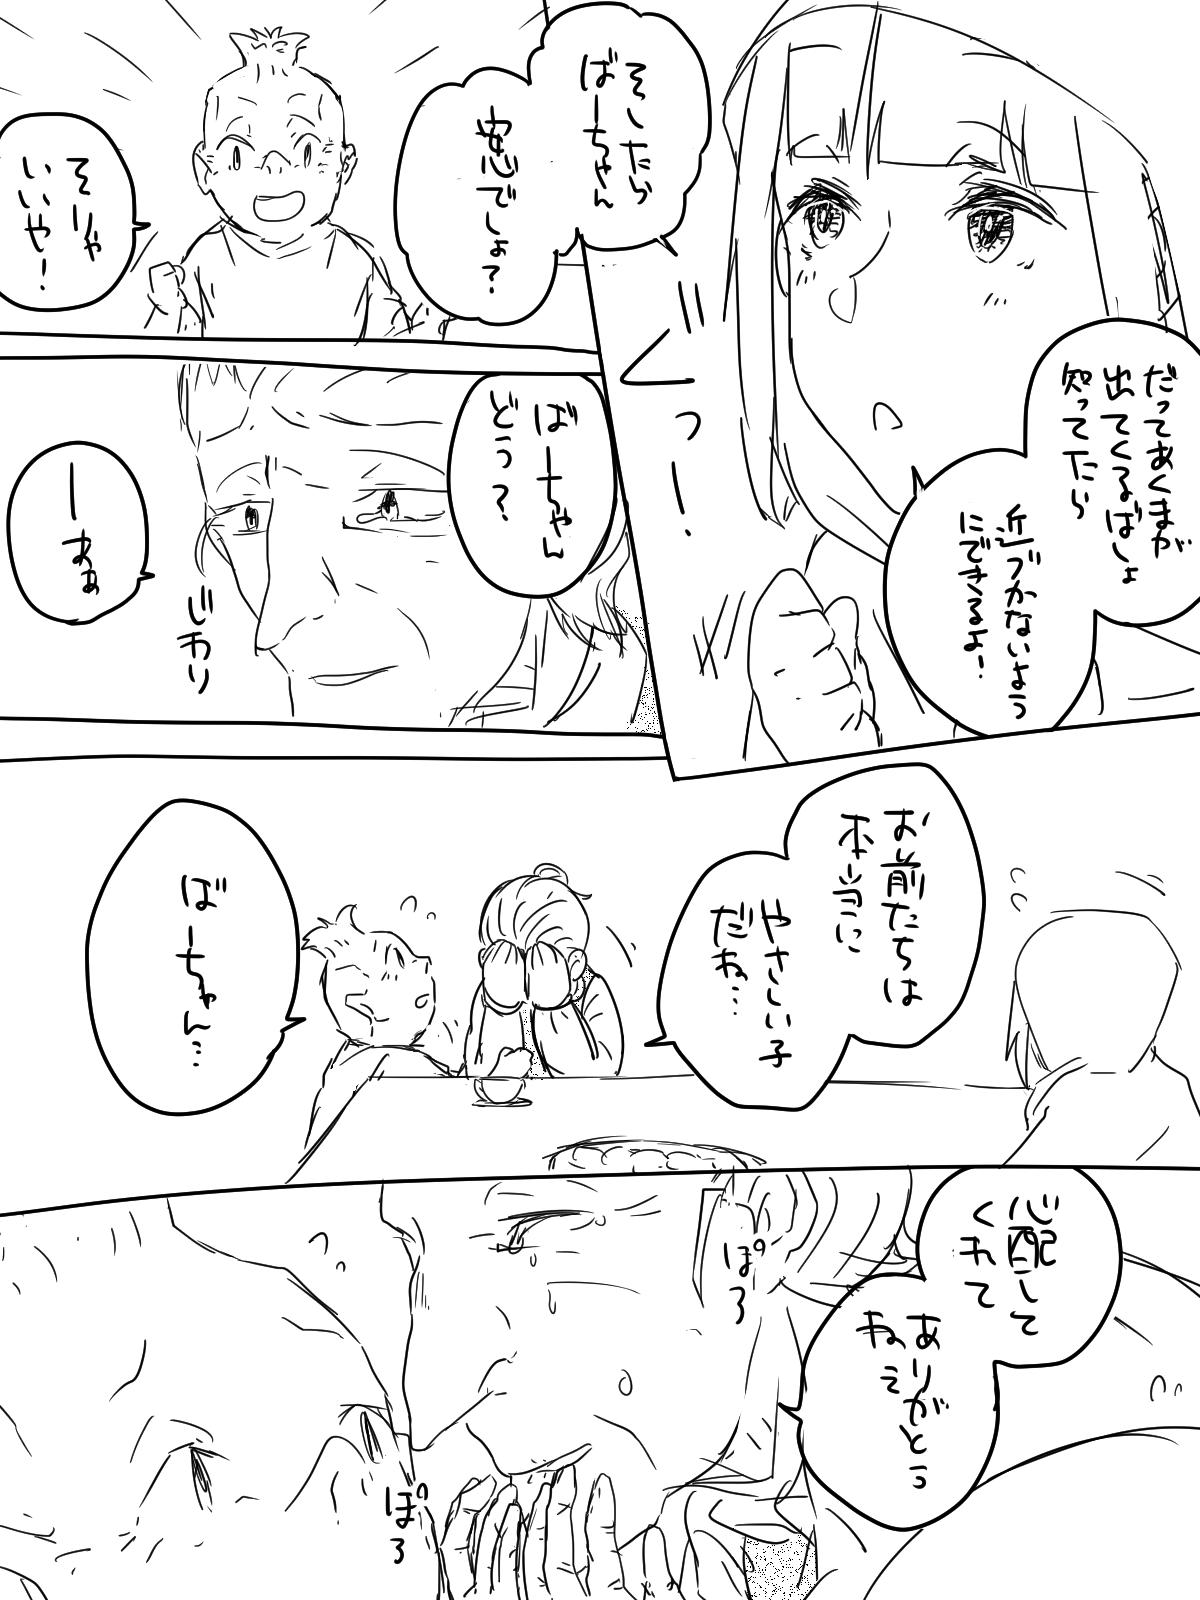 だってあくまが
出てくるばしょ
知ってたら
近づかないよう
にできるよ!
ぐっ!
そしたら
ばーちゃん
安心でしょ?
そりゃ
いいや!
ばーちゃん
どう?
じわり
ーああ
お前たちは
本当に
やさしい子
だね…
ばーちゃん…
心配して
くれて
ありがとう
ねえ
ぽろ
ぽろ